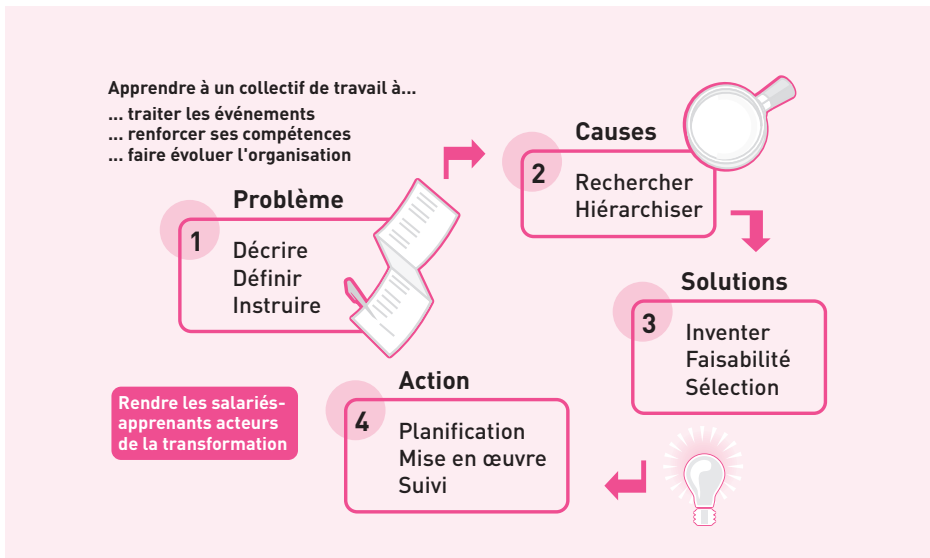 Apprendre à un collectif de travail à...
... traiter les événements
... renforcer ses compétences
... faire évoluer l'organisation
Problème
1
Décrire
Définir
Instruire
Causes
2
Rechercher
Hiérarchiser
Solutions
3
Inventer
Faisabilité
Sélection
Action
4
Planification
Mise en œuvre
Suivi
Rendre les salariés-
apprenants acteurs
de la transformation